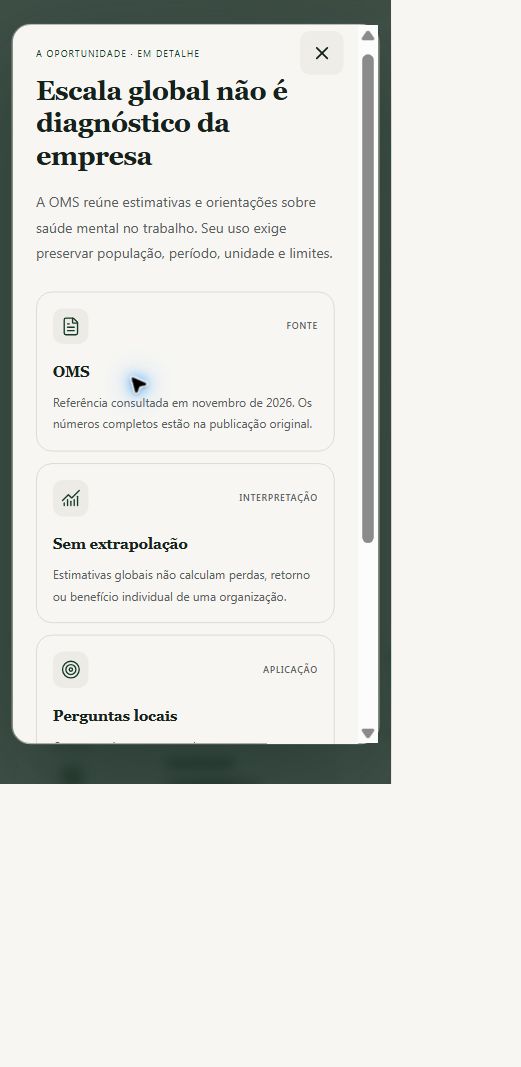 A OPORTUNIDADE · EM DETALHE
Escala global não é
diagnóstico da
empresa
A OMS reúne estimativas e orientações sobre
saúde mental no trabalho. Seu uso exige
preservar população, período, unidade e limites.
FONTE
OMS
Referência consultada em novembro de 2026. Os
números completos estão na publicação original.
INTERPRETAÇÃO
Sem extrapolação
Estimativas globais não calculam perdas, retorno
ou benefício individual de uma organização.
APLICAÇÃO
Perguntas locais